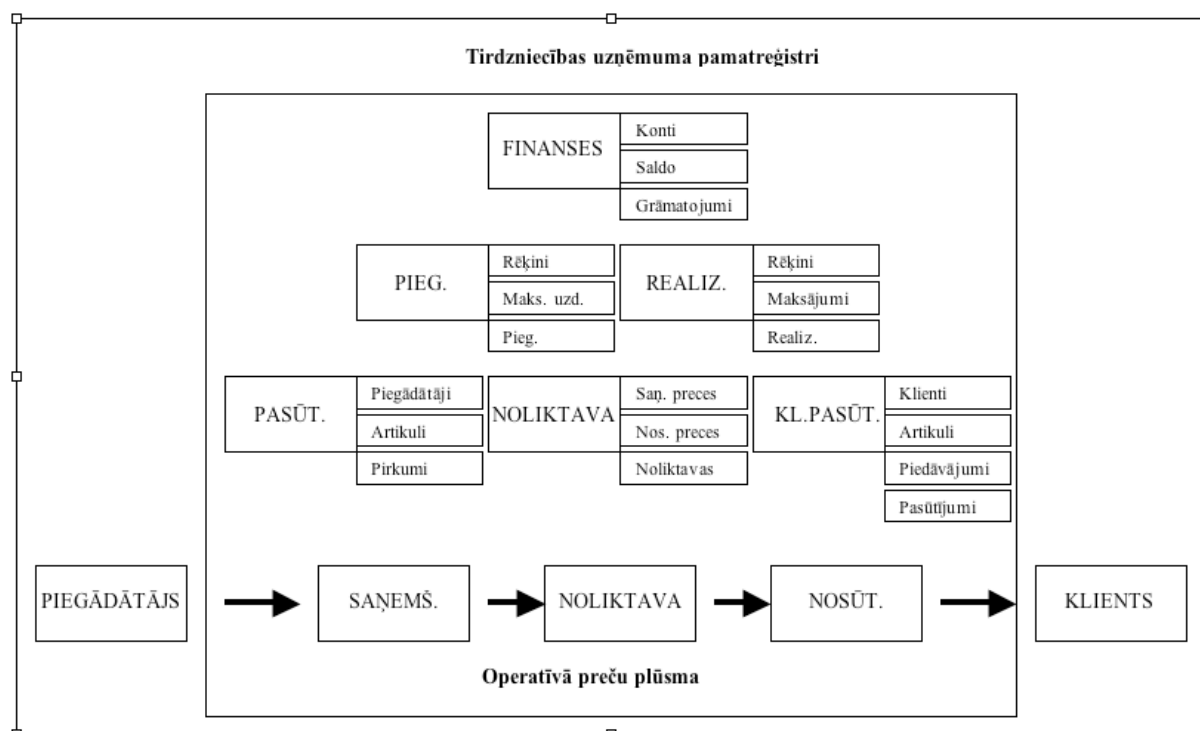 Tirdzniecības uzņēmuma pamatreģistri
FINANSES
Konti
Saldo
Grāmatojumi
PIEG.
Rēķini
Maks. uzd.
Pieg.
REALIZ.
Rēķini
Maksājumi
Realiz.
PASŪT.
Piegādātāji
Artikuli
Pirkumi
NOLIKTAVA
Saņ. preces
Nos. preces
Noliktavas
KL.PASŪT.
Klienti
Artikuli
Piedāvājumi
Pasūtījumi
PIEGĀDĀTĀJS
SAŅEMŠ.
NOLIKTAVA
NOSŪT.
KLIENTS
Operatīvā preču plūsma